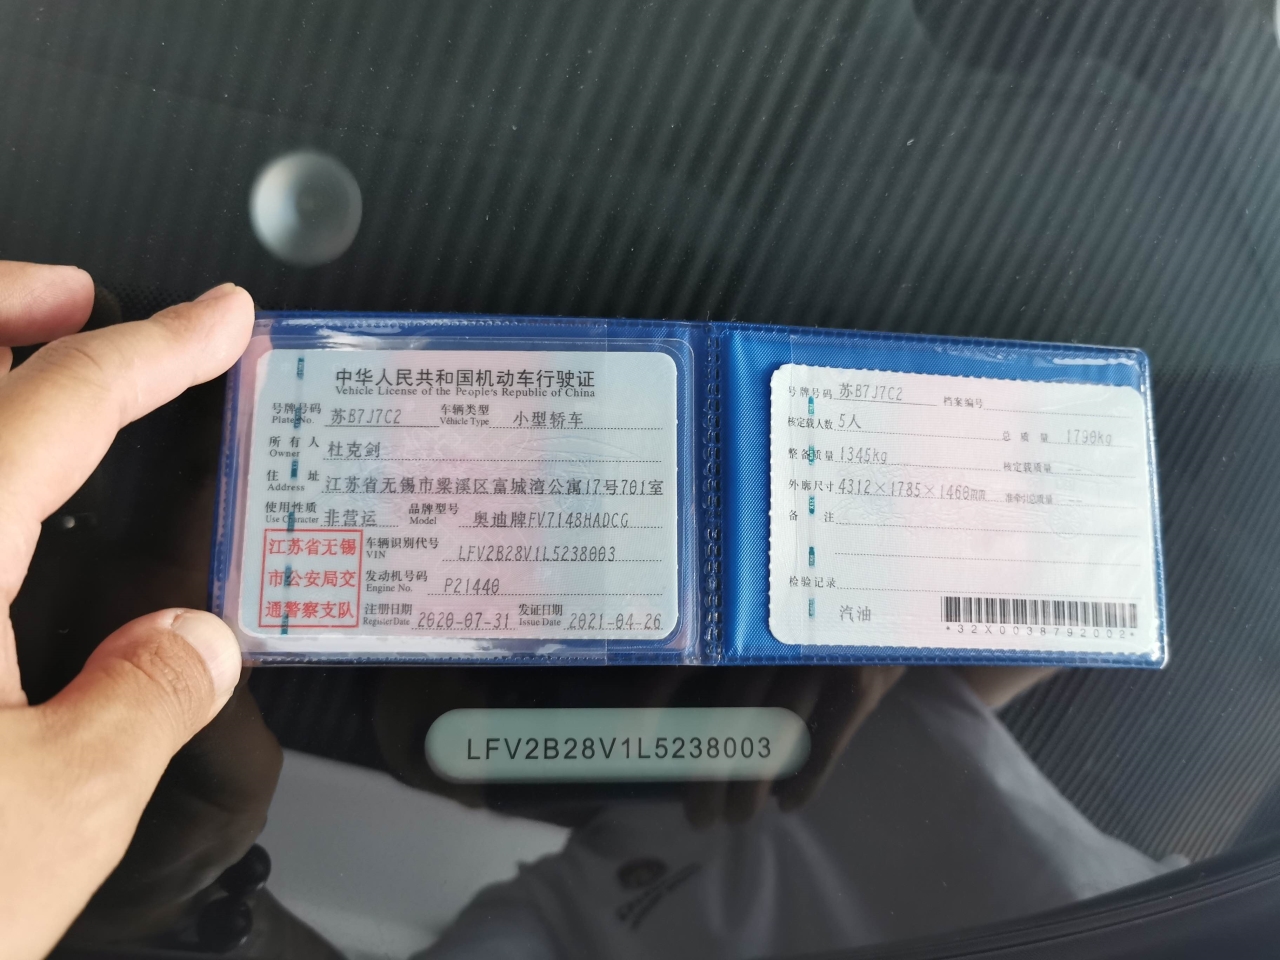 中华人民共和国机动车行驶证
Vehicle License of the People's Republic of China
号牌号码 苏B7J7C2 车辆类型 小型轿车
Plate No. Vehicle Type
所有人 杜克剑
Owner
住址 江苏省无锡市梁溪区富城湾公寓17号701室
Address
使用性质 非营运 品牌型号 奥迪牌FV7148HADCG
Use Character Model
江苏省无锡
市公安局交
通警察支队
车辆识别代号 LFV2B28V1L5238003
VIN
发动机号码 P21440
Engine No.
注册日期 2020-07-31 发证日期 2021-04-26
Register Date Issue Date
号牌号码 苏B7J7C2 档案编号
核定载人数 5人 总质量 1790kg
整备质量 1345kg 核定载质量 --
外廓尺寸 4312×1785×1460 准牵引总质量 --
备注
检验记录
汽油
*32X0038792002*
LFV2B28V1L5238003